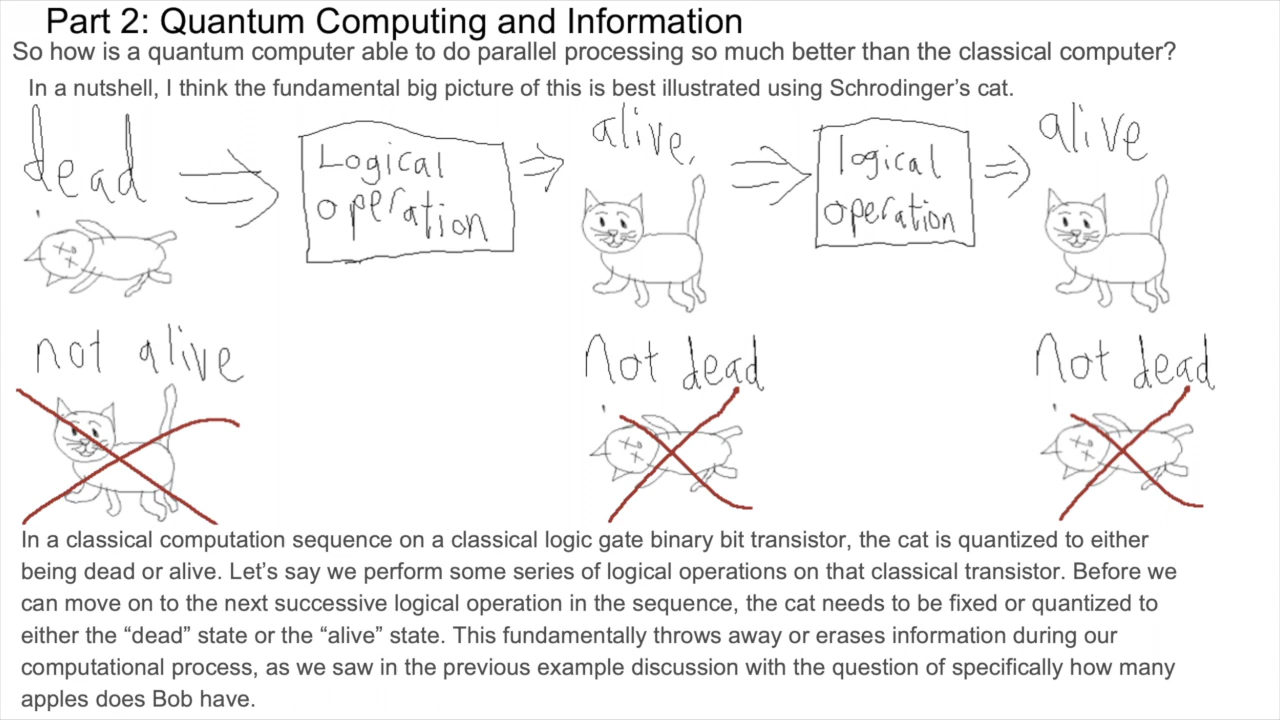 Part 2: Quantum Computing and Information
So how is a quantum computer able to do parallel processing so much better than the classical computer?
In a nutshell, I think the fundamental big picture of this is best illustrated using Schrodinger's cat.
dead
Logical
operation
alive.
logical
operation
alive
not alive
Not dead
Not dead
In a classical computation sequence on a classical logic gate binary bit transistor, the cat is quantized to either
being dead or alive. Let's say we perform some series of logical operations on that classical transistor. Before we
can move on to the next successive logical operation in the sequence, the cat needs to be fixed or quantized to
either the “dead” state or the “alive” state. This fundamentally throws away or erases information during our
computational process, as we saw in the previous example discussion with the question of specifically how many
apples does Bob have.